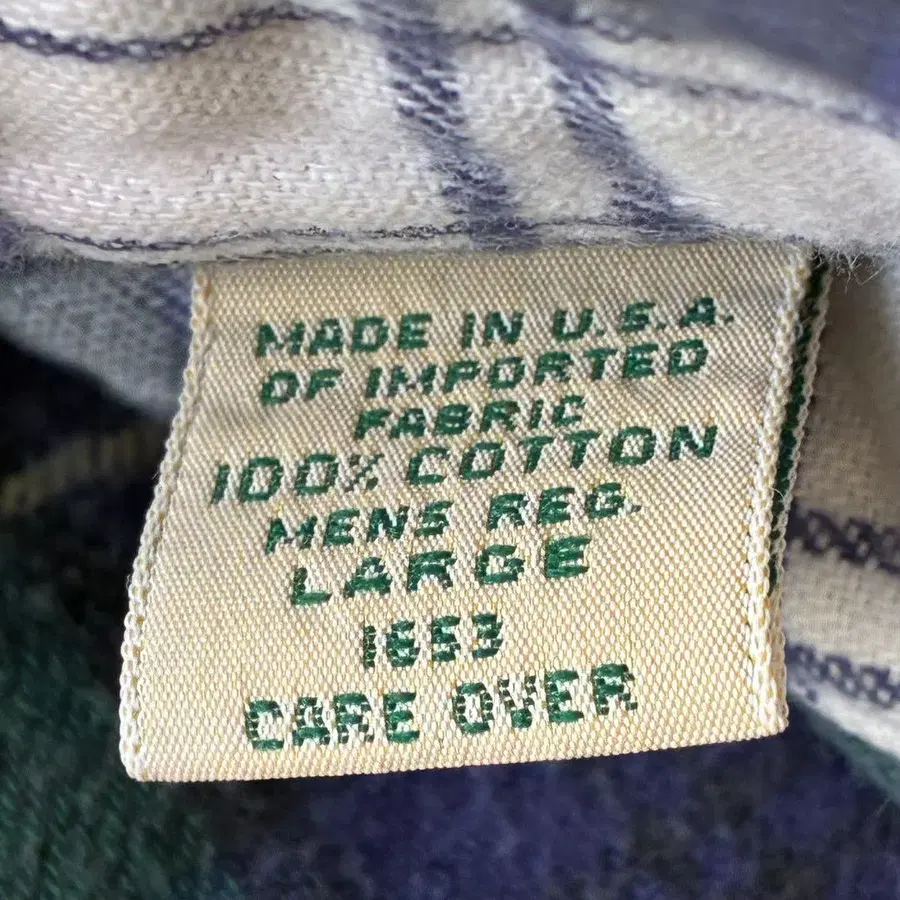 MADE IN U.S.A.
OF IMPORTED
FABRIC
100% COTTON
MENS REG.
LARGE
1653
CARE OVER